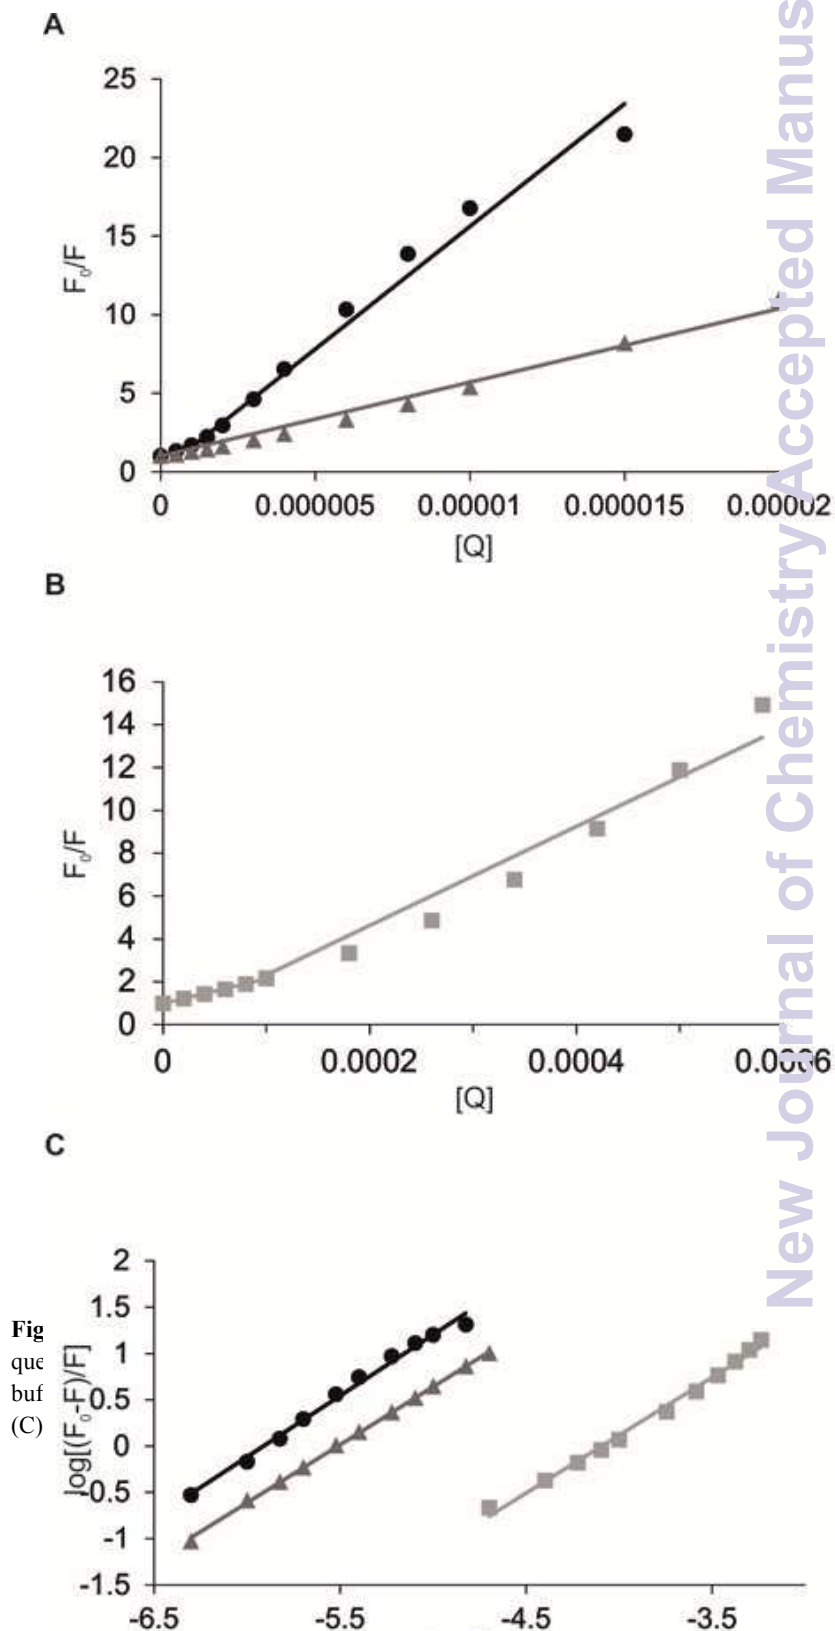 A
25
20
15
10
5
0
F₀/F
0 0.000005 0.00001 0.000015 0.00002
[Q]
B
16
14
12
10
8
6
4
2
0
F₀/F
0 0.0002 0.0004 0.0006
[Q]
C
2
1.5
1
0.5
0
-0.5
-1
-1.5
log[(F₀-F)/F]
-6.5 -5.5 -4.5 -3.5
Fig
que
buf
(C)
New Journal of Chemistry Accepted Manus